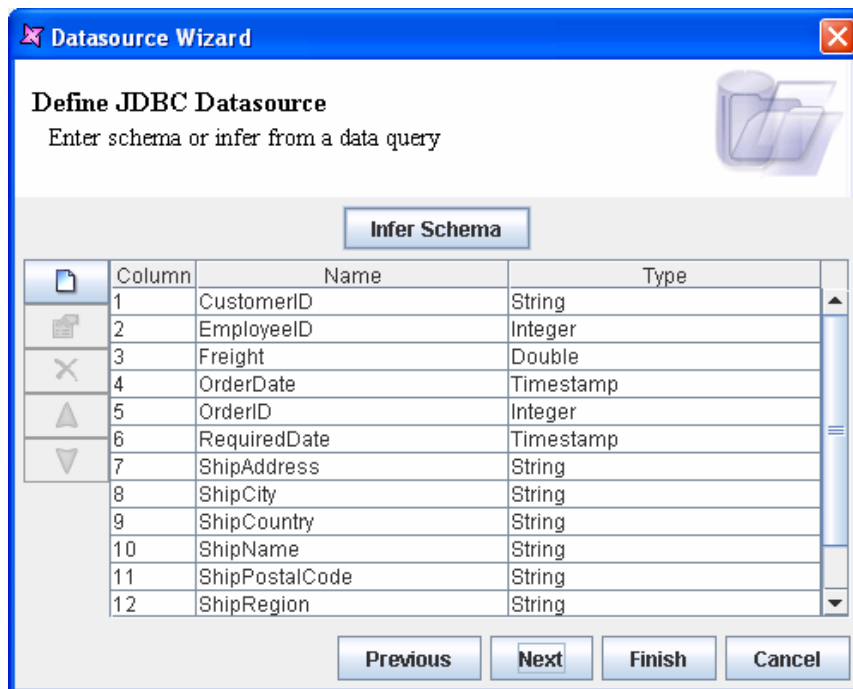 Datasource Wizard
Define JDBC Datasource
Enter schema or infer from a data query
Infer Schema
Column Name Type
1 CustomerID String
2 EmployeeID Integer
3 Freight Double
4 OrderDate Timestamp
5 OrderID Integer
6 RequiredDate Timestamp
7 ShipAddress String
8 ShipCity String
9 ShipCountry String
10 ShipName String
11 ShipPostalCode String
12 ShipRegion String
Previous Next Finish Cancel